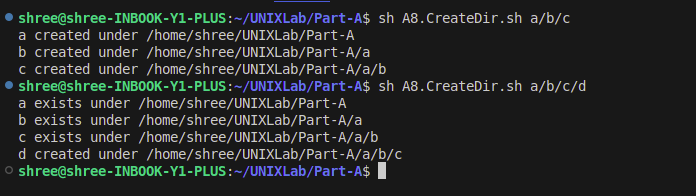 shree@shree-INBOOK-Y1-PLUS:~/UNIXLab/Part-A$ sh A8.CreateDir.sh a/b/c
a created under /home/shree/UNIXLab/Part-A
b created under /home/shree/UNIXLab/Part-A/a
c created under /home/shree/UNIXLab/Part-A/a/b
shree@shree-INBOOK-Y1-PLUS:~/UNIXLab/Part-A$ sh A8.CreateDir.sh a/b/c/d
a exists under /home/shree/UNIXLab/Part-A
b exists under /home/shree/UNIXLab/Part-A/a
c exists under /home/shree/UNIXLab/Part-A/a/b
d created under /home/shree/UNIXLab/Part-A/a/b/c
shree@shree-INBOOK-Y1-PLUS:~/UNIXLab/Part-A$